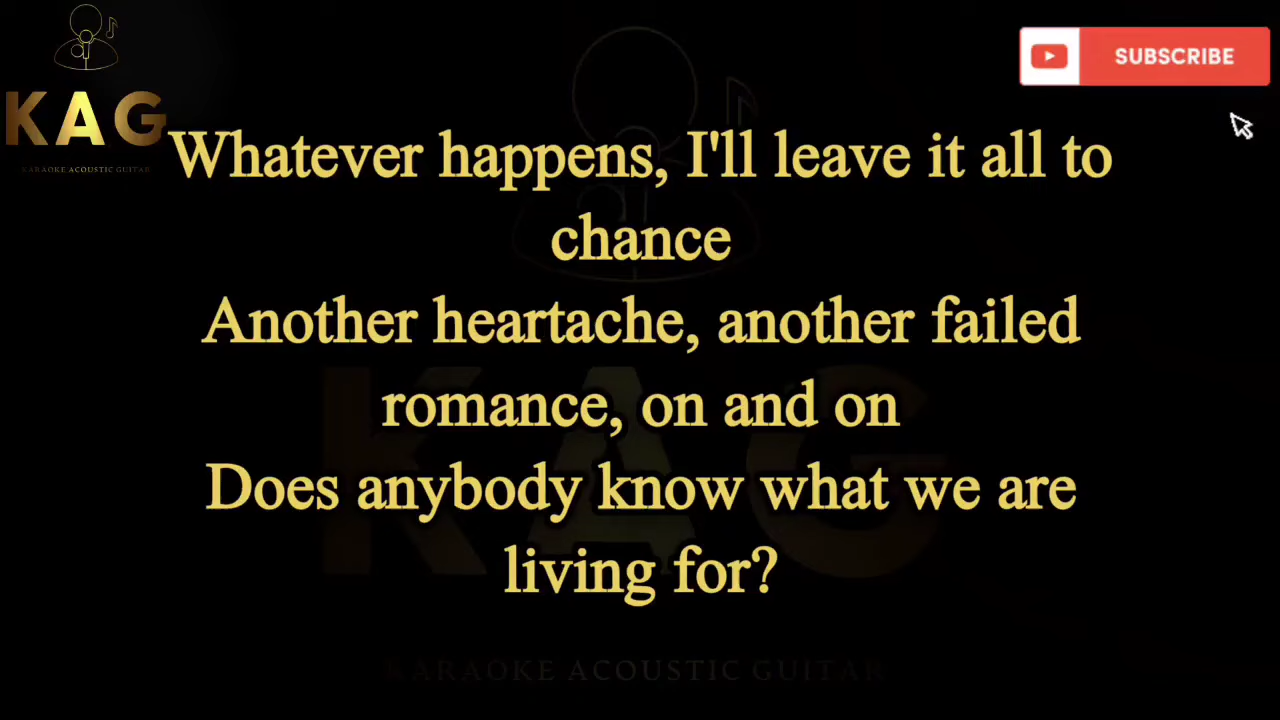 KAG
KARAOKE ACOUSTIC GUITAR
SUBSCRIBE
Whatever happens, I'll leave it all to
chance
Another heartache, another failed
romance, on and on
Does anybody know what we are
living for?
KAG
KARAOKE ACOUSTIC GUITAR